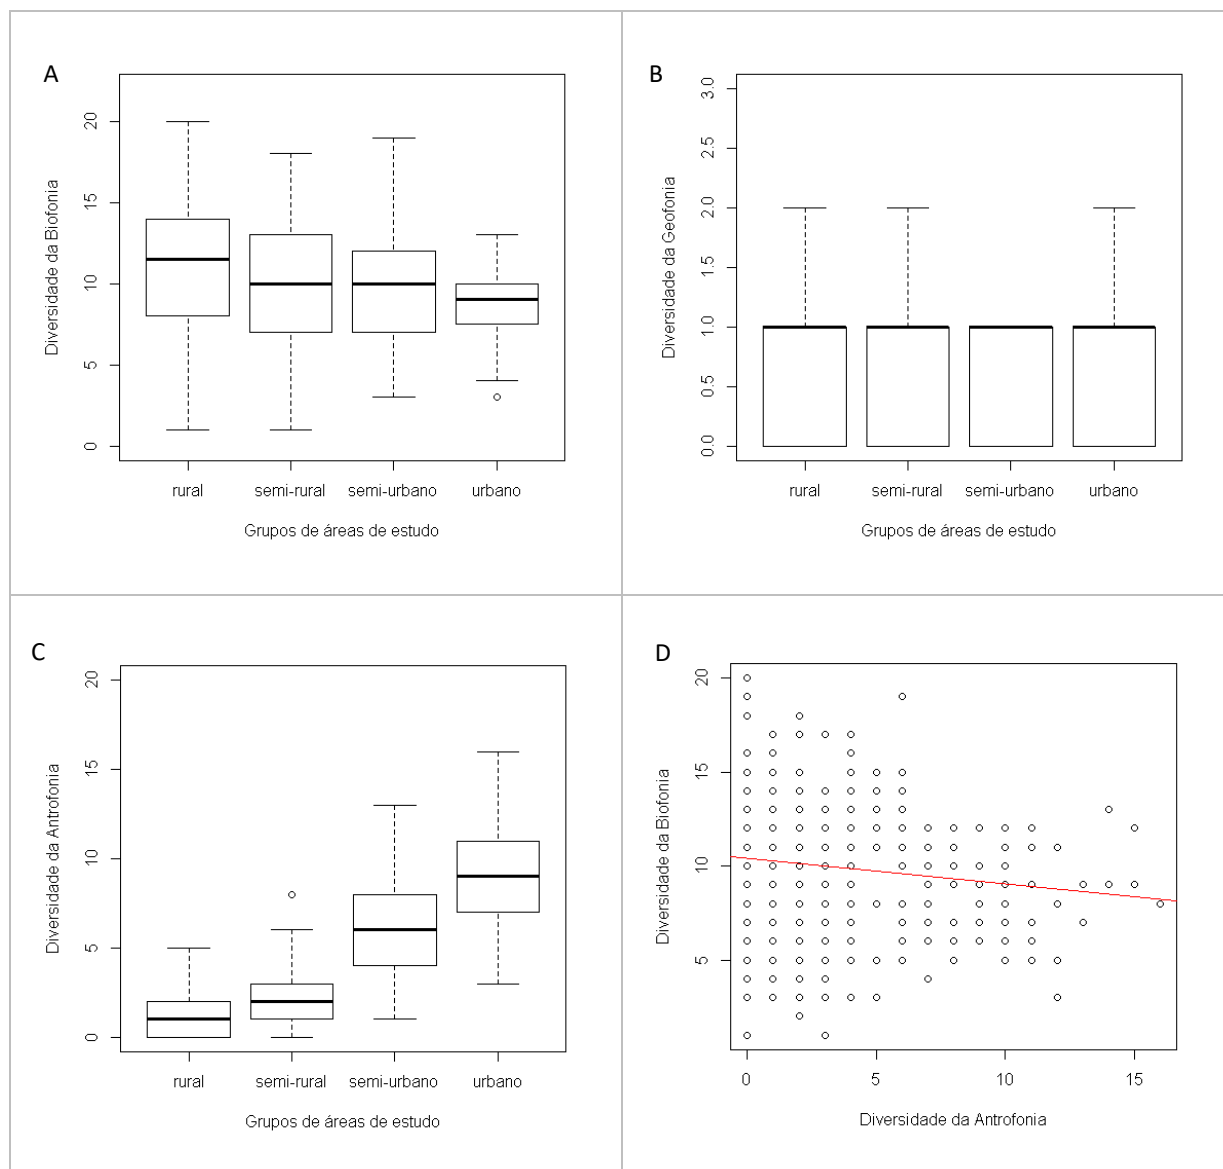 A
Diversidade da Biofonia
20
15
10
5
0
rural semi-rural semi-urbano urbano
Grupos de áreas de estudo
B
Diversidade da Geofonia
3.0
2.5
2.0
1.5
1.0
0.5
0.0
rural semi-rural semi-urbano urbano
Grupos de áreas de estudo
C
Diversidade da Antrofonia
20
15
10
5
0
rural semi-rural semi-urbano urbano
Grupos de áreas de estudo
D
Diversidade da Biofonia
20
15
10
5
0 5 10 15
Diversidade da Antrofonia